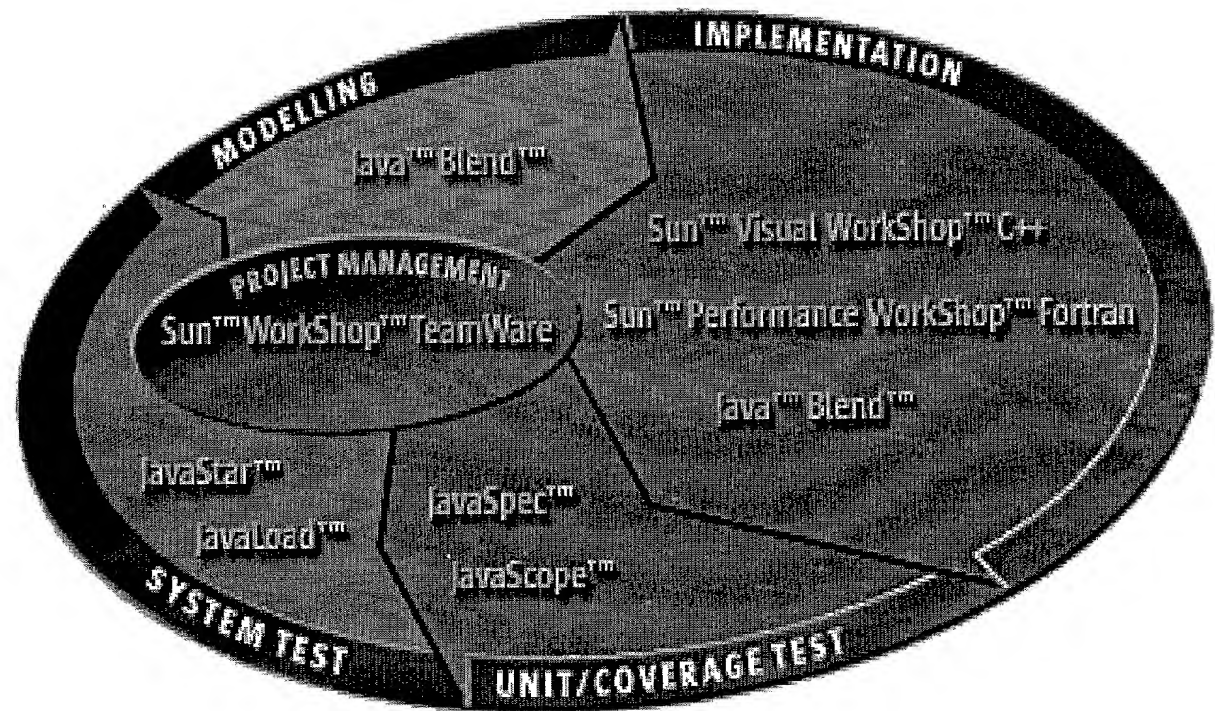 IMPLEMENTATION
MODELLING
Java™ Blend™
Sun™ Visual WorkShop™ C++
PROJECT MANAGEMENT
Sun™ WorkShop™ TeamWare
Sun™ Performance WorkShop™ Fortran
Java™ Blend™
JavaStar™
JavaSpec™
JavaLoad™
JavaScope™
SYSTEM TEST
UNIT/COVERAGE TEST